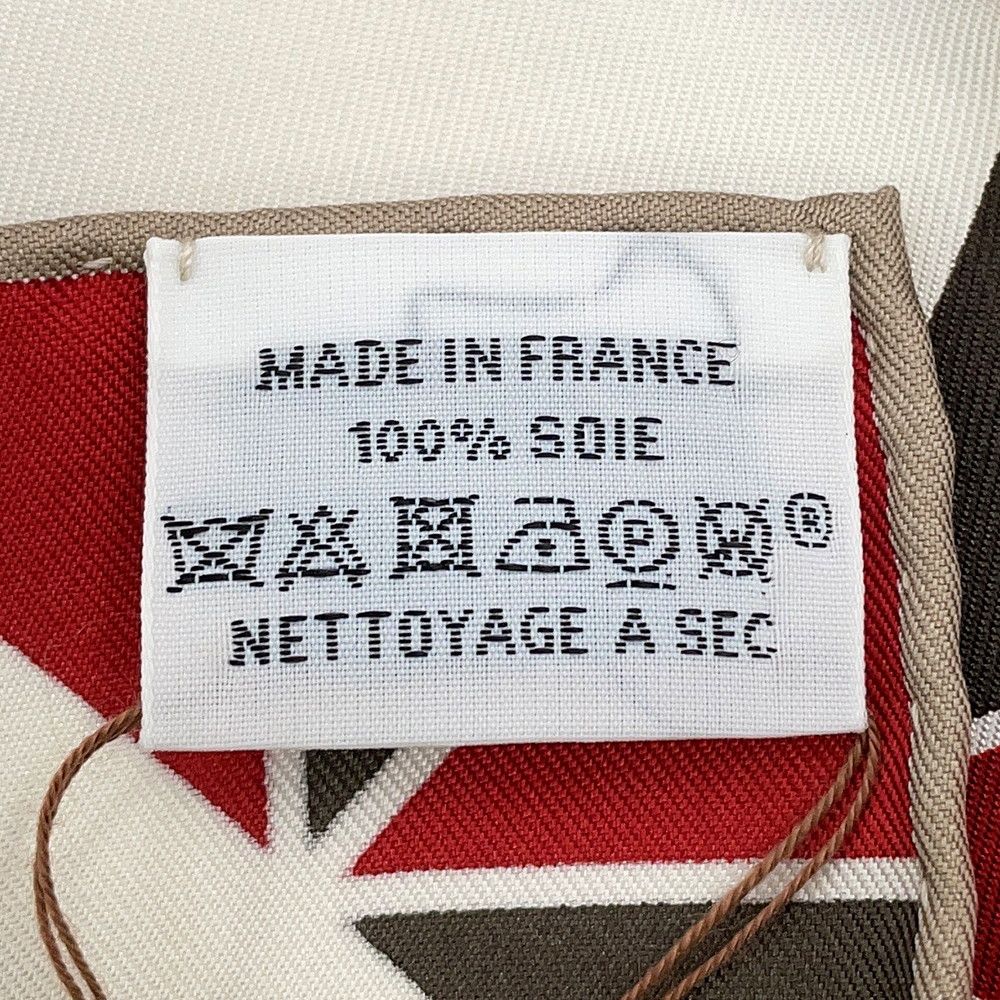 MADE IN FRANCE
100% SOIE
P ®
NETTOYAGE A SEC